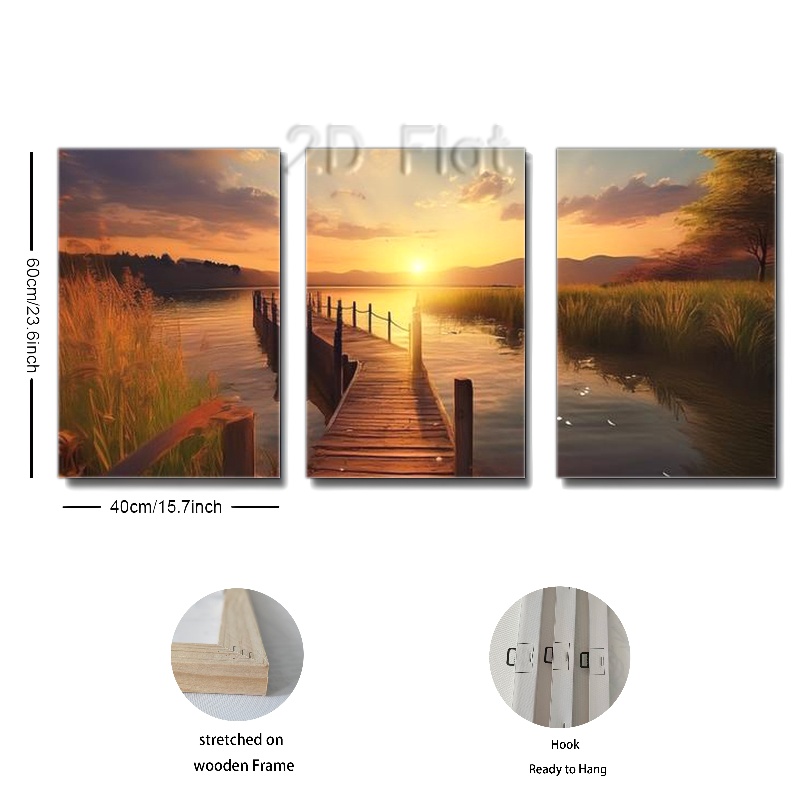 2D Flat
60cm/23.6inch
40cm/15.7inch
stretched on
wooden Frame
Hook
Ready to Hang